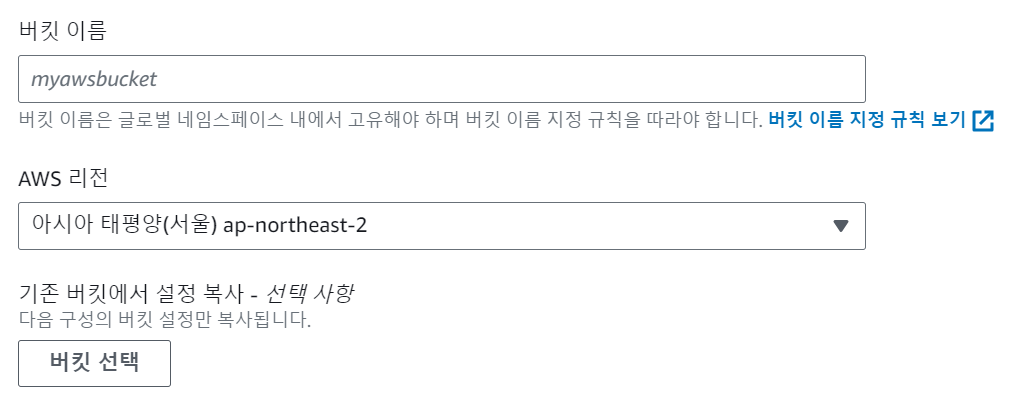 버킷 이름
myawsbucket
버킷 이름은 글로벌 네임스페이스 내에서 고유해야 하며 버킷 이름 지정 규칙을 따라야 합니다. 버킷 이름 지정 규칙 보기
AWS 리전
아시아 태평양(서울) ap-northeast-2
기존 버킷에서 설정 복사 - 선택 사항
다음 구성의 버킷 설정만 복사됩니다.
버킷 선택